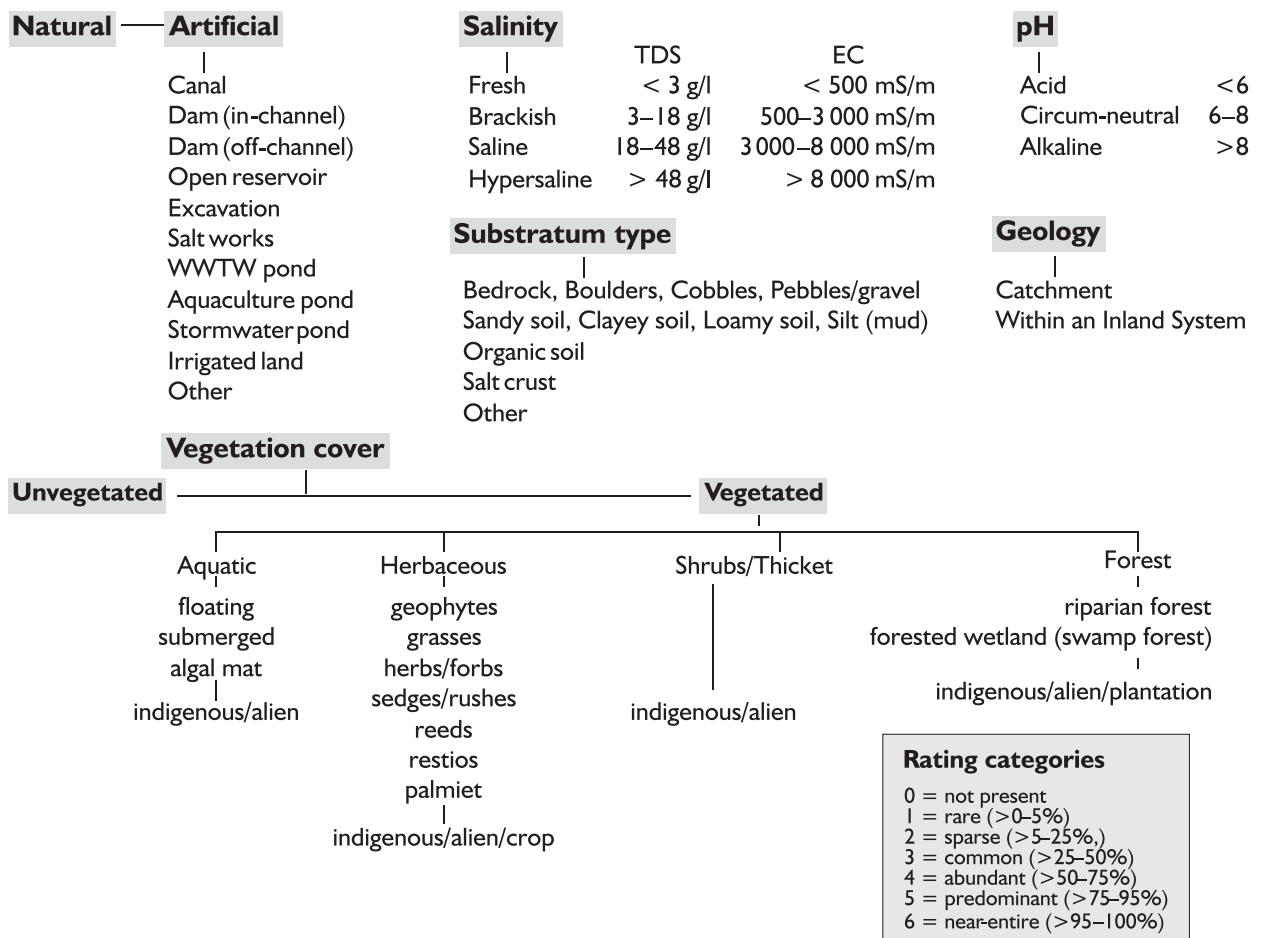 Natural Artificial
Canal
Dam (in-channel)
Dam (off-channel)
Open reservoir
Excavation
Salt works
WWTW pond
Aquaculture pond
Stormwater pond
Irrigated land
Other
Salinity
TDS EC
Fresh < 3 g/l < 500 mS/m
Brackish 3–18 g/l 500–3 000 mS/m
Saline 18–48 g/l 3 000–8 000 mS/m
Hypersaline > 48 g/l > 8 000 mS/m
pH
Acid <6
Circum-neutral 6–8
Alkaline >8
Substratum type
Bedrock, Boulders, Cobbles, Pebbles/gravel
Sandy soil, Clayey soil, Loamy soil, Silt (mud)
Organic soil
Salt crust
Other
Geology
Catchment
Within an Inland System
Vegetation cover
Unvegetated Vegetated
Aquatic
floating
submerged
algal mat
indigenous/alien
Herbaceous
geophytes
grasses
herbs/forbs
sedges/rushes
reeds
restios
palmiet
indigenous/alien/crop
Shrubs/Thicket
indigenous/alien
Forest
riparian forest
forested wetland (swamp forest)
indigenous/alien/plantation
Rating categories
0 = not present
1 = rare (>0–5%)
2 = sparse (>5–25%,)
3 = common (>25–50%)
4 = abundant (>50–75%)
5 = predominant (>75–95%)
6 = near-entire (>95–100%)